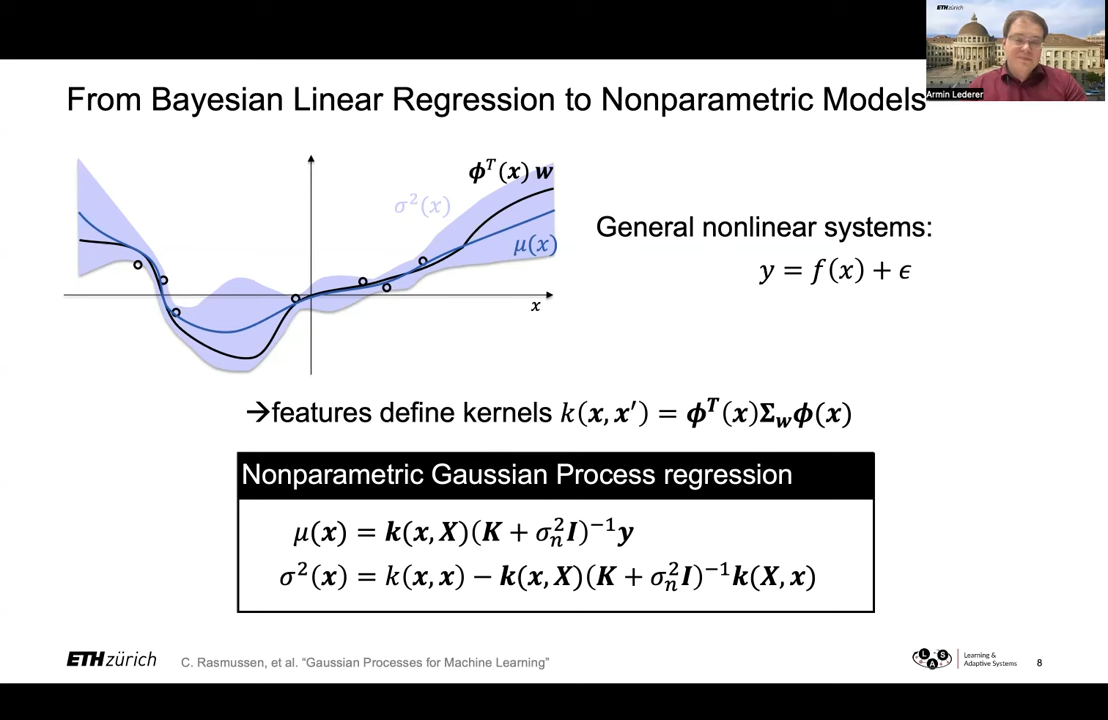 ETH zürich
Armin Lederer
From Bayesian Linear Regression to Nonparametric Models
ϕᵀ(x) w
σ²(x)
μ(x)
x
General nonlinear systems:
y = f(x) + ϵ
→features define kernels k(x, x′) = ϕᵀ(x)Σ_wϕ(x)
Nonparametric Gaussian Process regression
μ(x) = k(x, X)(K + σₙ²I)⁻¹y
σ²(x) = k(x, x) − k(x, X)(K + σₙ²I)⁻¹k(X, x)
ETH zürich
C. Rasmussen, et al. "Gaussian Processes for Machine Learning"
L A S
Learning &
Adaptive Systems
8